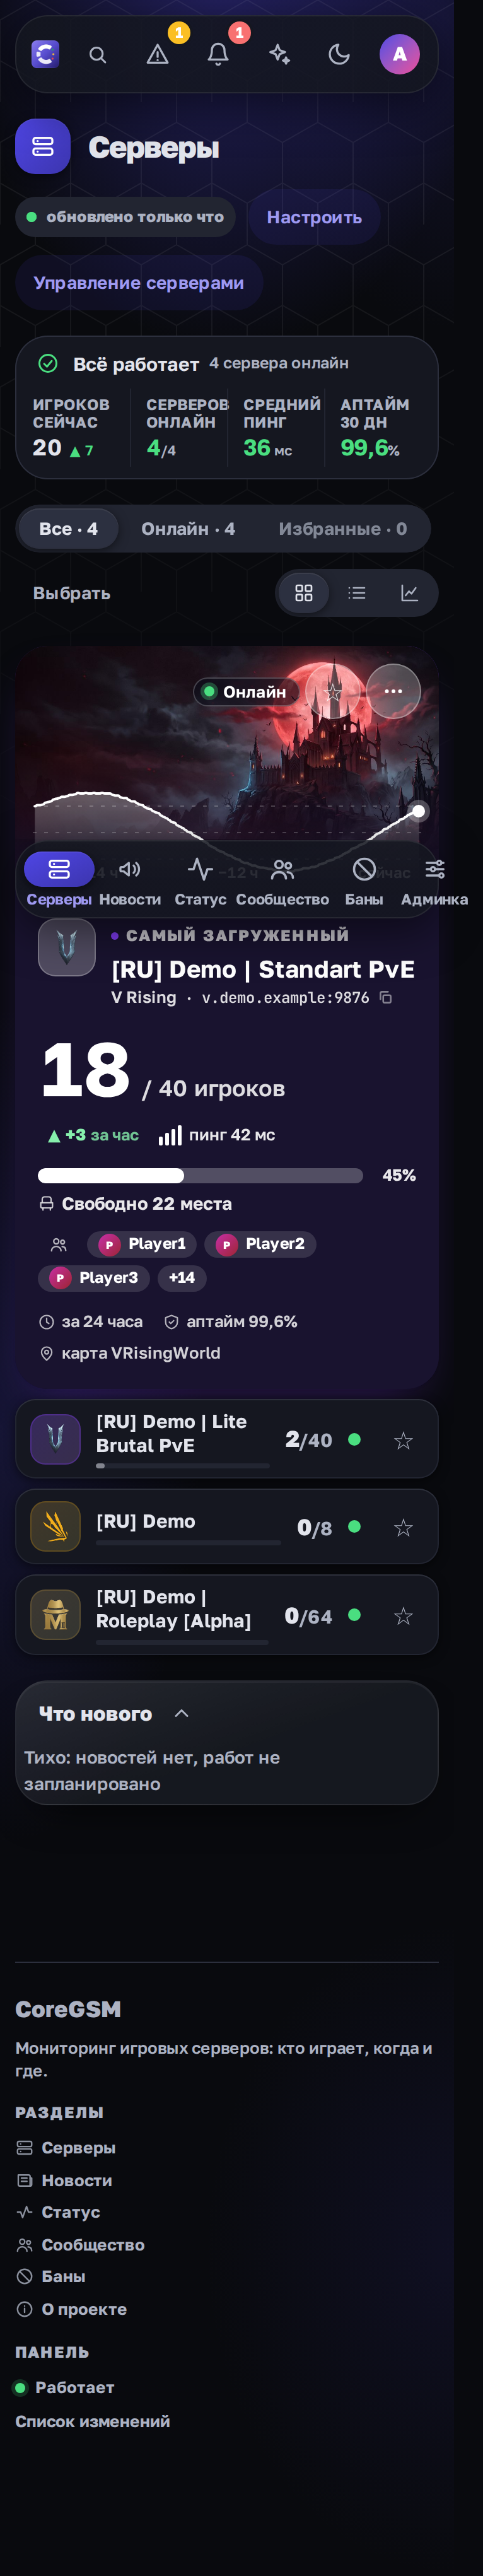 1
1
A
Серверы
обновлено только что
Настроить
Управление серверами
Всё работает 4 сервера онлайн
ИГРОКОВ СЕЙЧАС
20 ▲ 7
СЕРВЕРОВ ОНЛАЙН
4/4
СРЕДНИЙ ПИНГ
36 мс
АПТАЙМ 30 ДН
99,6%
Все · 4
Онлайн · 4
Избранные · 0
Выбрать
Онлайн
−12 ч
Серверы
Новости
Статус
Сообщество
Баны
Админка
САМЫЙ ЗАГРУЖЕННЫЙ
[RU] Demo | Standart PvE
V Rising · v.demo.example:9876
18 / 40 игроков
▲ +3 за час
пинг 42 мс
45%
Свободно 22 места
P Player1
P Player2
P Player3
+14
за 24 часа
аптайм 99,6%
карта VRisingWorld
[RU] Demo | Lite
Brutal PvE
2/40
[RU] Demo
0/8
[RU] Demo |
Roleplay [Alpha]
0/64
Что нового
Тихо: новостей нет, работ не
запланировано
CoreGSM
Мониторинг игровых серверов: кто играет, когда и
где.
РАЗДЕЛЫ
Серверы
Новости
Статус
Сообщество
Баны
О проекте
ПАНЕЛЬ
Работает
Список изменений